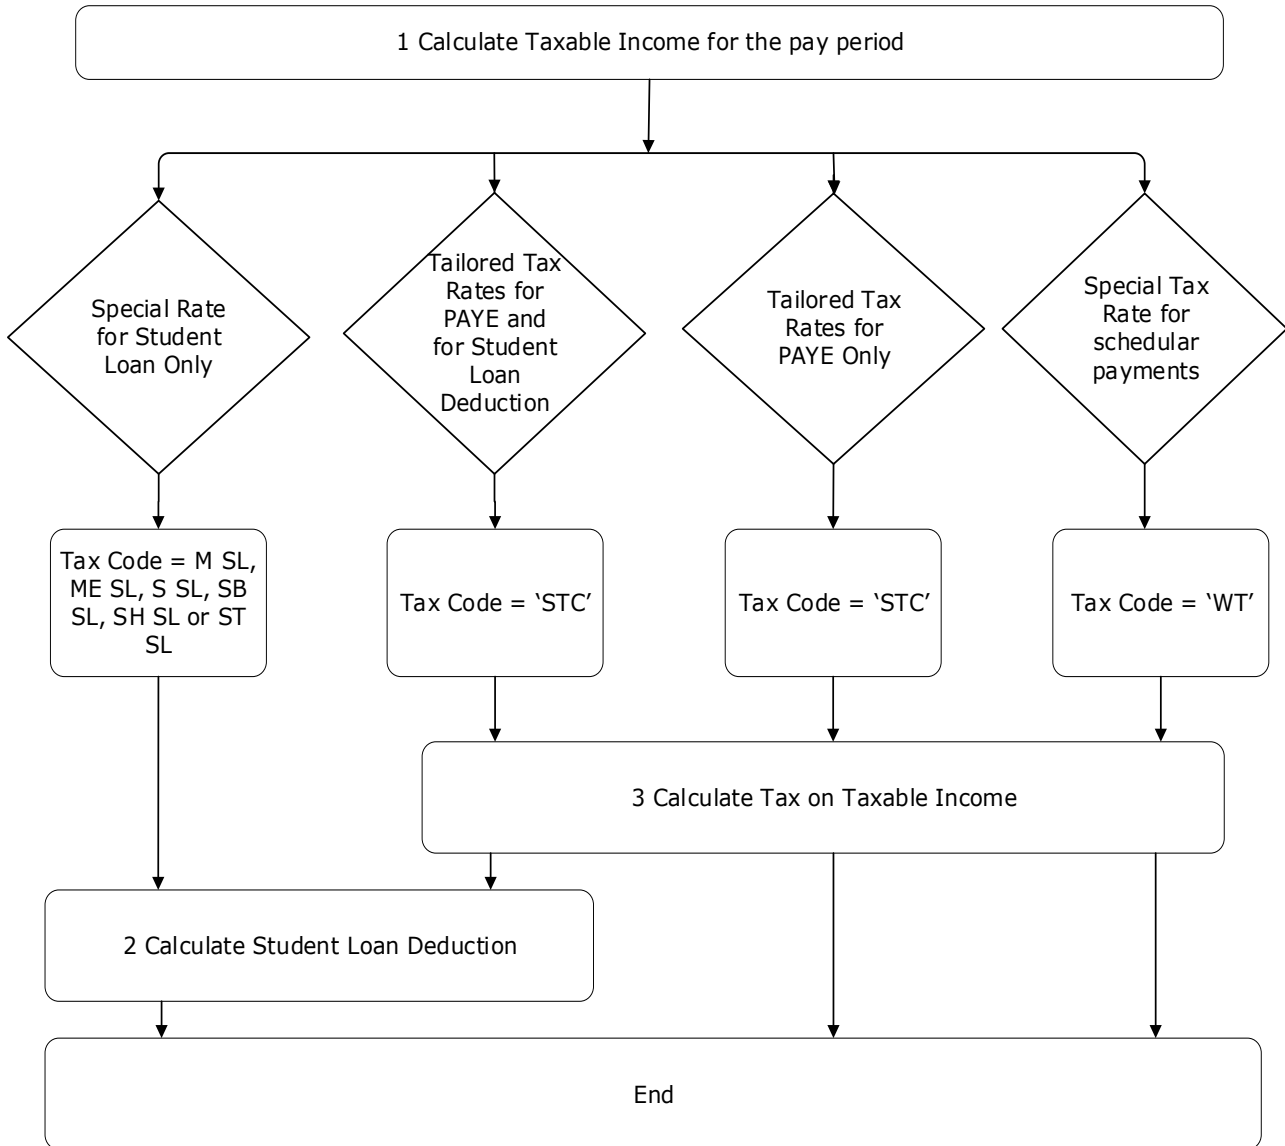 1 Calculate Taxable Income for the pay period
Special Rate
for Student
Loan Only
Tailored Tax
Rates for
PAYE and
for Student
Loan
Deduction
Tailored Tax
Rates for
PAYE Only
Special Tax
Rate for
schedular
payments
Tax Code = M SL,
ME SL, S SL, SB
SL, SH SL or ST
SL
Tax Code = ‘STC’
Tax Code = ‘STC’
Tax Code = ‘WT’
3 Calculate Tax on Taxable Income
2 Calculate Student Loan Deduction
End